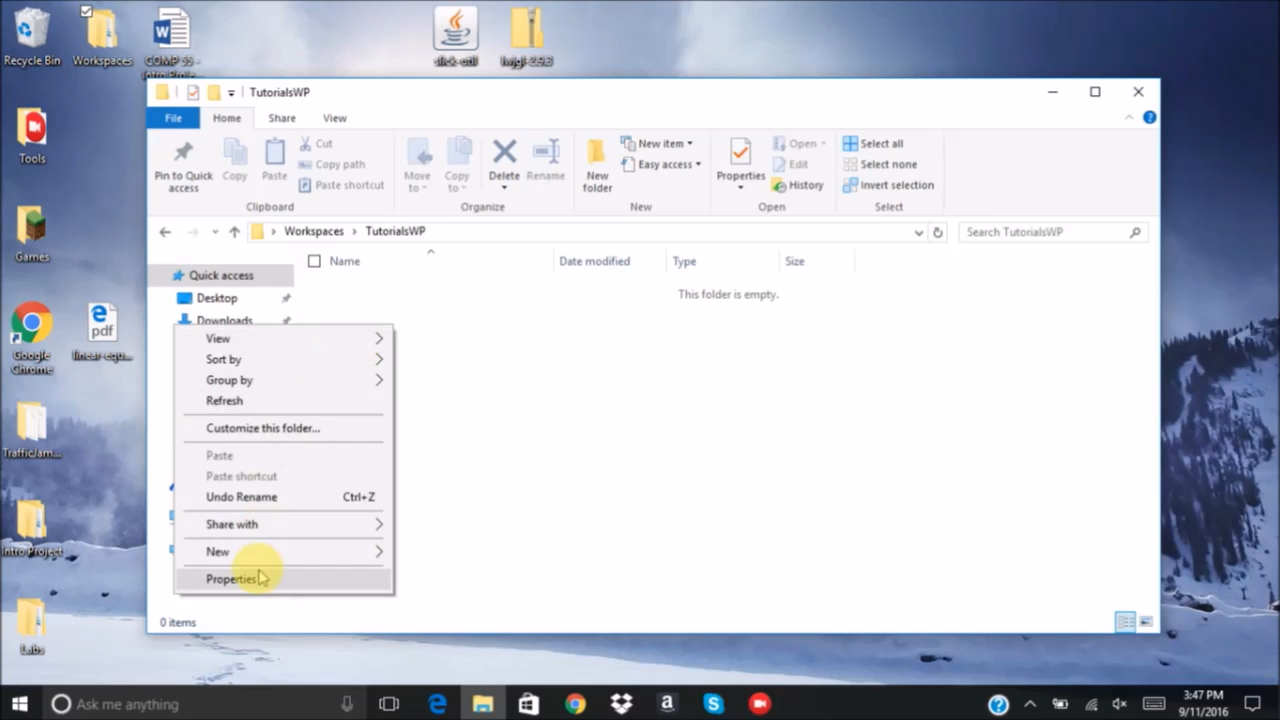 Recycle Bin
Workspaces
COMP 55 -
Intro Proje...
slick-util
lwjgl-2.9.3
Tools
Games
Google
Chrome
linear-equ...
TrafficJam...
Intro Project
Labs
TutorialsWP
File
Home
Share
View
Pin to Quick
access
Copy
Paste
Cut
Copy path
Paste shortcut
Clipboard
Move
to
Copy
to
Delete
Rename
Organize
New
folder
New item
Easy access
New
Properties
Open
Edit
History
Open
Select all
Select none
Invert selection
Select
Workspaces > TutorialsWP
Search TutorialsWP
Name
Date modified
Type
Size
This folder is empty.
Quick access
Desktop
Downloads
View
Sort by
Group by
Refresh
Customize this folder...
Paste
Paste shortcut
Undo Rename Ctrl+Z
Share with
New
Properties
0 items
Ask me anything
3:47 PM
9/11/2016